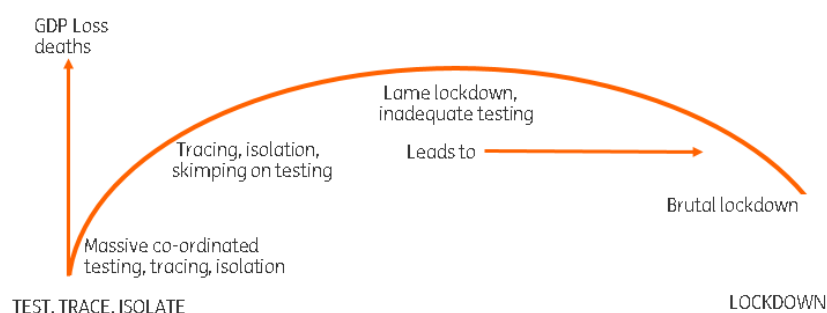 GDP Loss
deaths
Lame lockdown,
inadequate testing
Tracing, isolation,
skimping on testing
Leads to
Brutal lockdown
Massive co-ordinated
testing, tracing, isolation
TEST, TRACE, ISOLATE
LOCKDOWN